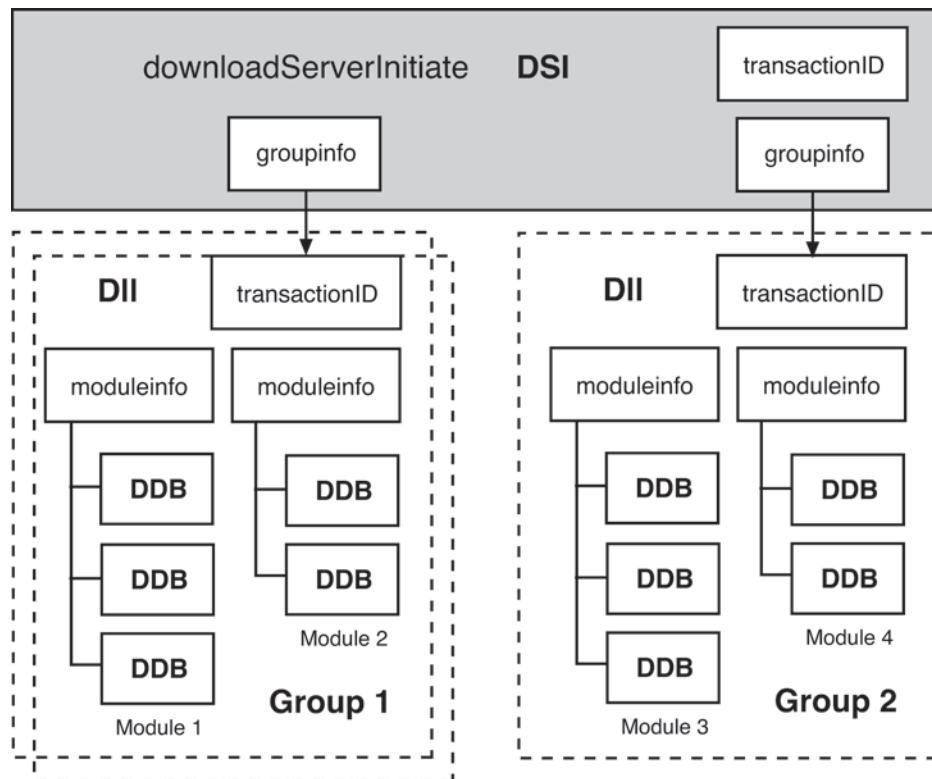 downloadServerInitiate DSI
transactionID
groupinfo
groupinfo
DII
transactionID
moduleinfo
moduleinfo
DDB
DDB
DDB
DDB
DDB
Module 2
Module 1
Group 1
DII
transactionID
moduleinfo
moduleinfo
DDB
DDB
DDB
DDB
DDB
Module 4
Module 3
Group 2